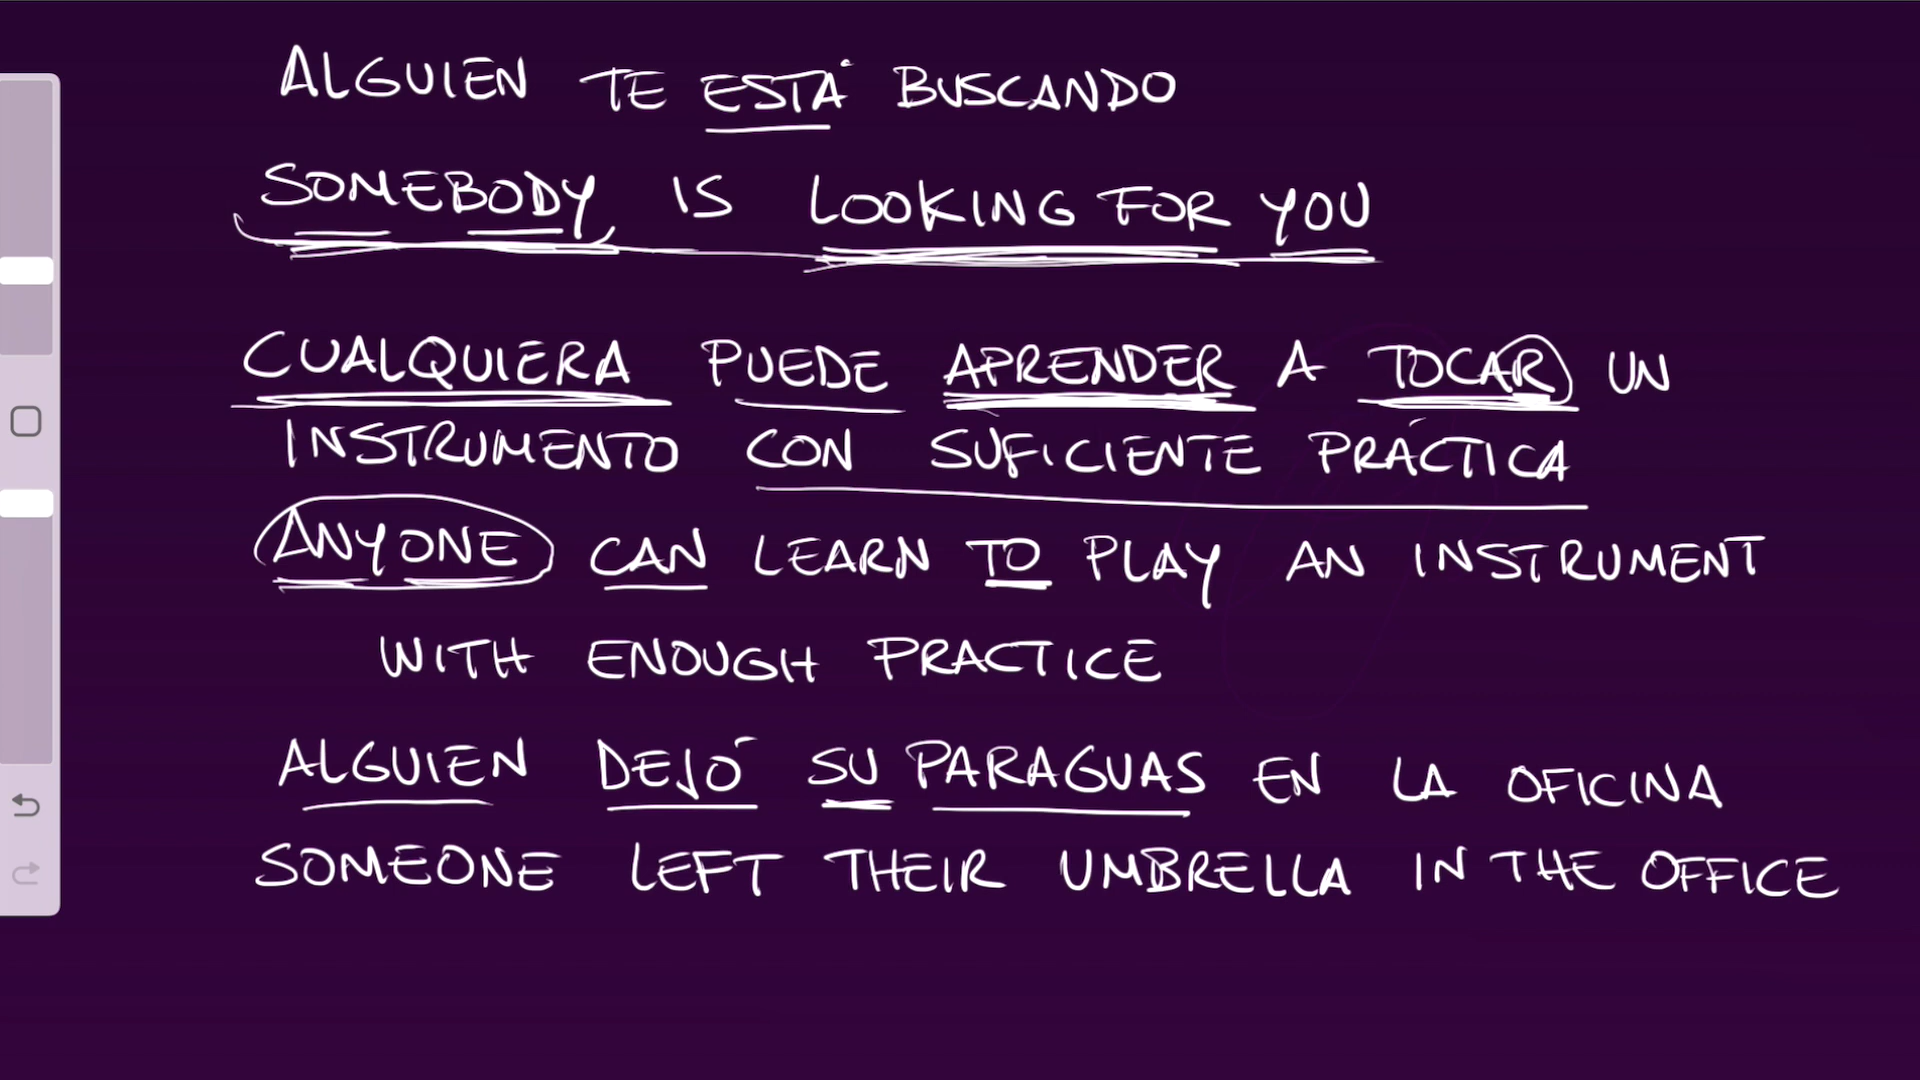 ALGUIEN TE ESTÁ BUSCANDO
SOMEBODY IS LOOKING FOR YOU
CUALQUIERA PUEDE APRENDER A TOCAR UN
INSTRUMENTO CON SUFICIENTE PRÁCTICA
ANYONE CAN LEARN TO PLAY AN INSTRUMENT
WITH ENOUGH PRACTICE
ALGUIEN DEJÓ SU PARAGUAS EN LA OFICINA
SOMEONE LEFT THEIR UMBRELLA IN THE OFFICE